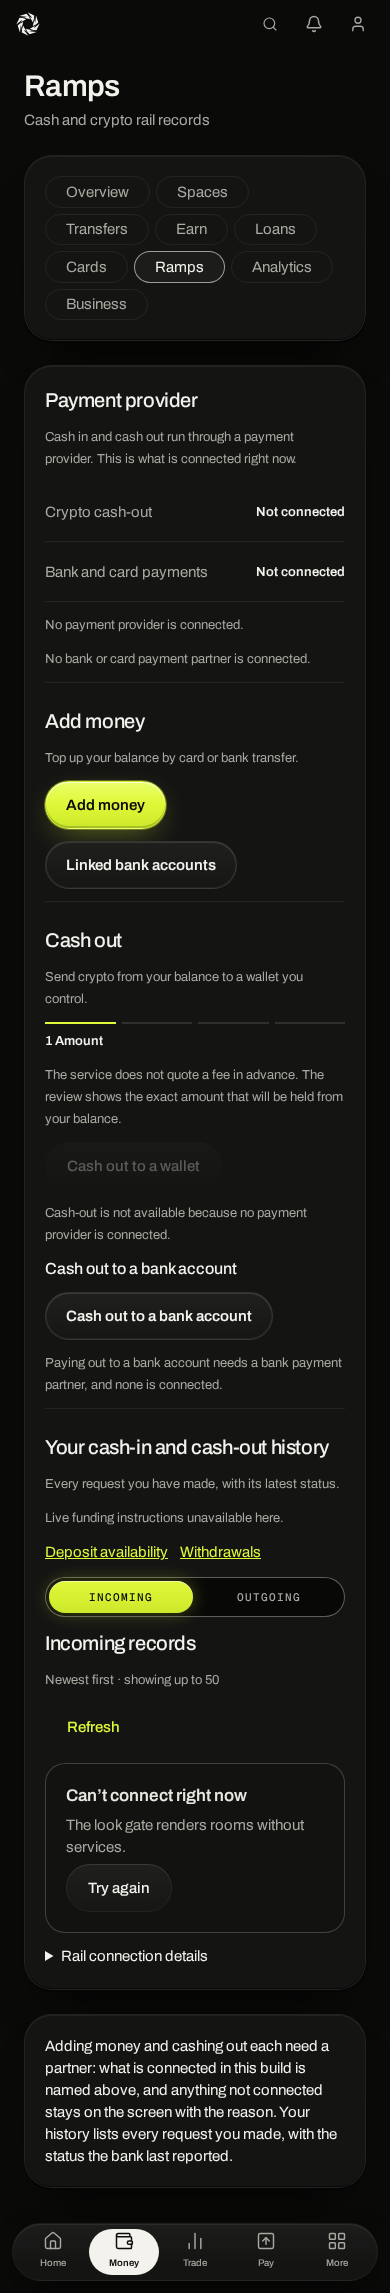 Ramps
Cash and crypto rail records
Overview
Spaces
Transfers
Earn
Loans
Cards
Ramps
Analytics
Business
Payment provider
Cash in and cash out run through a payment
provider. This is what is connected right now.
Crypto cash-out
Not connected
Bank and card payments
Not connected
No payment provider is connected.
No bank or card payment partner is connected.
Add money
Top up your balance by card or bank transfer.
Add money
Linked bank accounts
Cash out
Send crypto from your balance to a wallet you
control.
1 Amount
The service does not quote a fee in advance. The
review shows the exact amount that will be held from
your balance.
Cash out to a wallet
Cash-out is not available because no payment
provider is connected.
Cash out to a bank account
Cash out to a bank account
Paying out to a bank account needs a bank payment
partner, and none is connected.
Your cash-in and cash-out history
Every request you have made, with its latest status.
Live funding instructions unavailable here.
Deposit availability
Withdrawals
INCOMING
OUTGOING
Incoming records
Newest first · showing up to 50
Refresh
Can’t connect right now
The look gate renders rooms without
services.
Try again
Rail connection details
Adding money and cashing out each need a
partner: what is connected in this build is
named above, and anything not connected
stays on the screen with the reason. Your
history lists every request you made, with the
status the bank last reported.
Home
Money
Trade
Pay
More